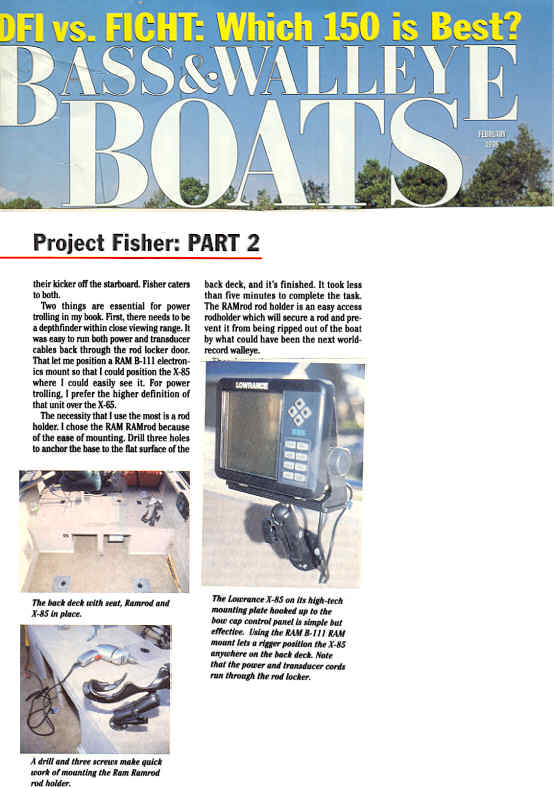 DFI vs. FICHT: Which 150 is Best?
BASS & WALLEYE
BOATS
FEBRUARY
Project Fisher: PART 2
their kicker off the starboard. Fisher caters
to both.
Two things are essential for power
trolling in my book. First, there needs to be
a depthfinder within close viewing range. It
was easy to run both power and transducer
cables back through the rod locker door.
That let me position a RAM B-111 electron-
ics mount so that I could position the X-85
where I could easily see it. For power
trolling, I prefer the higher definition of
that unit over the X-65.
The necessity that I use the most is a rod
holder. I chose the RAM RAMrod because
of the ease of mounting. Drill three holes
to anchor the base to the flat surface of the
back deck, and it's finished. It took less
than five minutes to complete the task.
The RAMrod rod holder is an easy access
rodholder which will secure a rod and pre-
vent it from being ripped out of the boat
by what could have been the next world-
record walleye.
LOWRANCE
The back deck with seat, Ramrod and
X-85 in place.
A drill and three screws make quick
work of mounting the Ram Ramrod
rod holder.
The Lowrance X-85 on its high-tech
mounting plate hooked up to the
bow cap control panel is simple but
effective. Using the RAM B-111 RAM
mount lets a rigger position the X-85
anywhere on the back deck. Note
that the power and transducer cords
run through the rod locker.